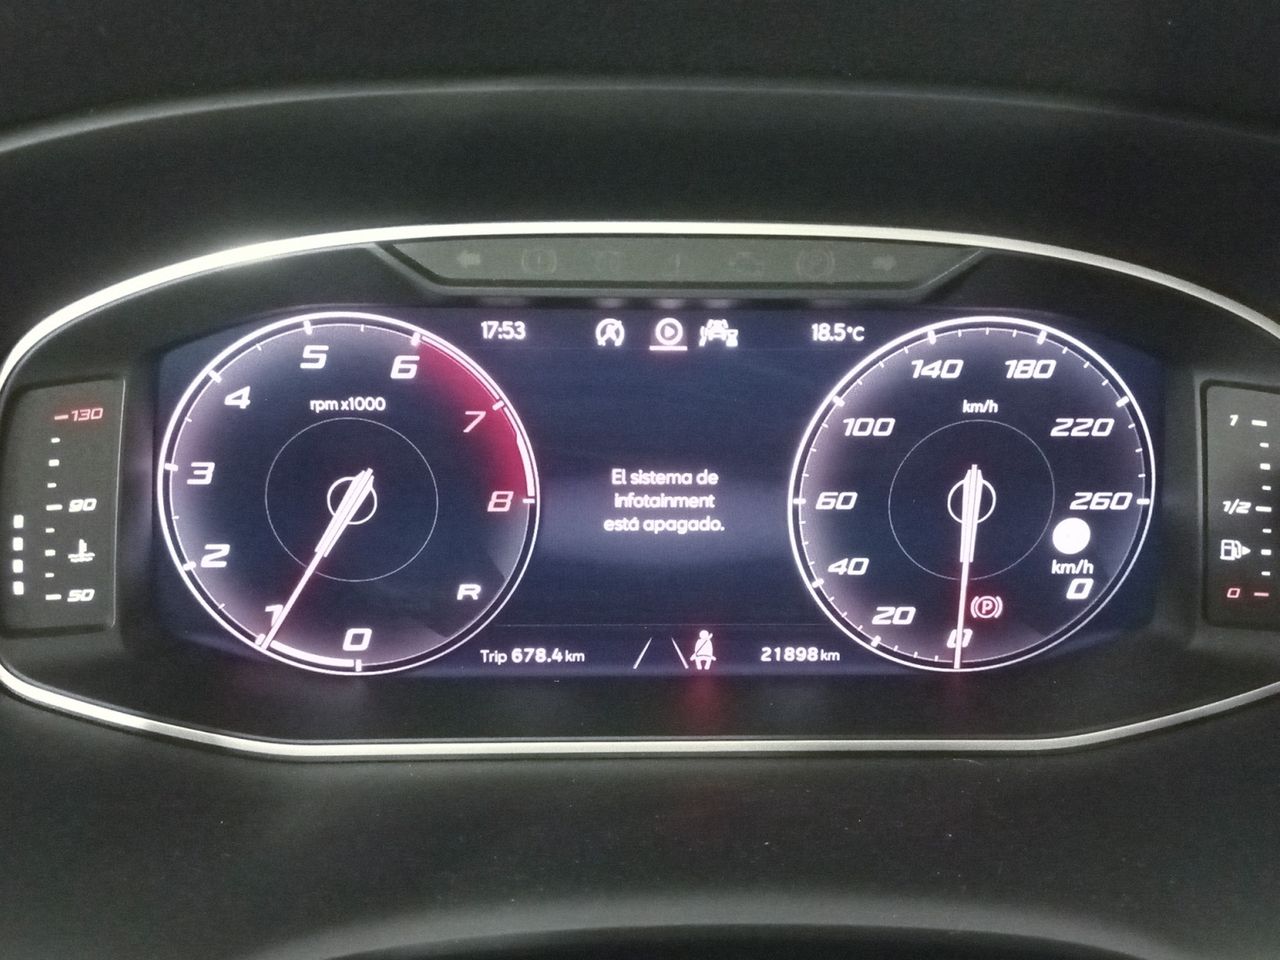 17:53
18.5°C
130
90
50
rpm x1000
0
1
2
3
4
5
6
7
8
R
El sistema de
infotainment
está apagado.
km/h
0
20
40
60
100
140
180
220
260
km/h
0
P
1
1/2
0
Trip 678.4 km
21898 km